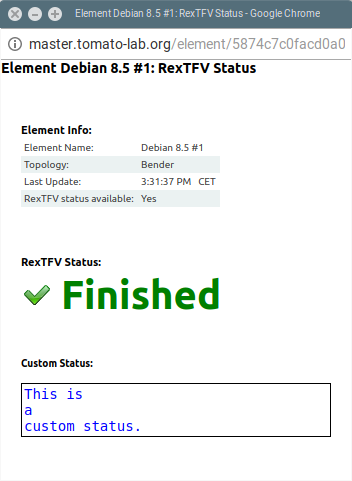 Element Debian 8.5 #1: RexTFV Status - Google Chrome
master.tomato-lab.org/element/5874c7c0facd0a0
Element Debian 8.5 #1: RexTFV Status
Element Info:
Element Name: Debian 8.5 #1
Topology: Bender
Last Update: 3:31:37 PM CET
RexTFV status available: Yes
RexTFV Status:
Finished
Custom Status:
This is
a
custom status.